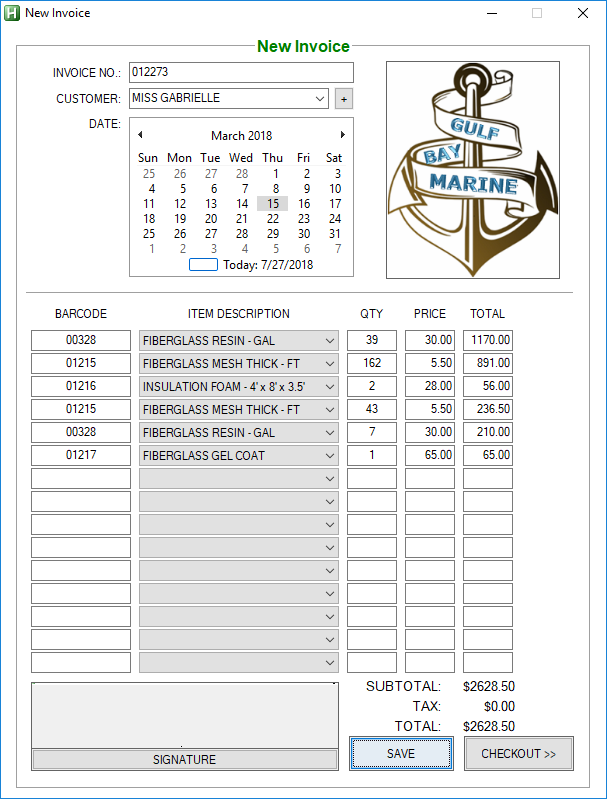 New Invoice
New Invoice
INVOICE NO.: 012273
CUSTOMER: MISS GABRIELLE +
DATE:
March 2018
Sun Mon Tue Wed Thu Fri Sat
25 26 27 28 1 2 3
4 5 6 7 8 9 10
11 12 13 14 15 16 17
18 19 20 21 22 23 24
25 26 27 28 29 30 31
1 2 3 4 5 6 7
Today: 7/27/2018
GULF
BAY
MARINE
BARCODE ITEM DESCRIPTION QTY PRICE TOTAL
00328 FIBERGLASS RESIN - GAL 39 30.00 1170.00
01215 FIBERGLASS MESH THICK - FT 162 5.50 891.00
01216 INSULATION FOAM - 4' x 8' x 3.5' 2 28.00 56.00
01215 FIBERGLASS MESH THICK - FT 43 5.50 236.50
00328 FIBERGLASS RESIN - GAL 7 30.00 210.00
01217 FIBERGLASS GEL COAT 1 65.00 65.00
SUBTOTAL: $2628.50
TAX: $0.00
TOTAL: $2628.50
SIGNATURE
SAVE
CHECKOUT >>